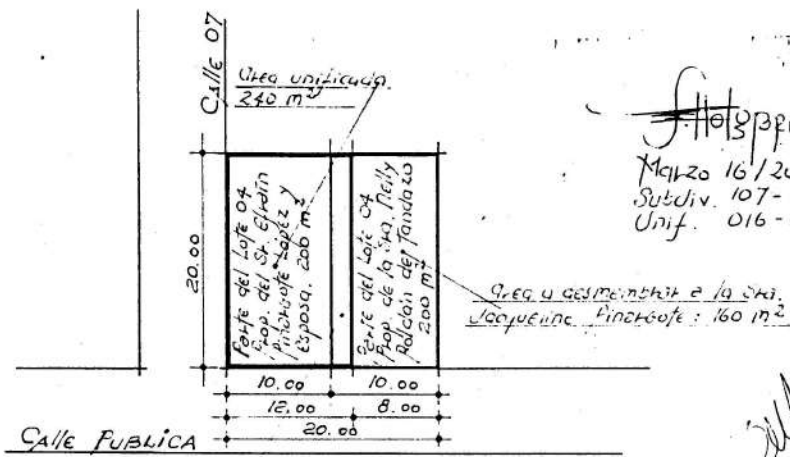 Calle 07
Area unificada
240 m²
Marzo 16/20
Subdiv. 107-
Unif. 016-
20.00
Parte del Lote 04
Prop. del Sr. Efrain
Pinargote López y
Esposa. 200 m²
Parte del Lote 04
Prop. de la Sra. Nelly
Roldán de Tandazo
200 m²
Area a desmembrar a la Sra.
Jacqueline Pinargote: 160 m²
10.00 10.00
12.00 8.00
20.00
CALLE PUBLICA